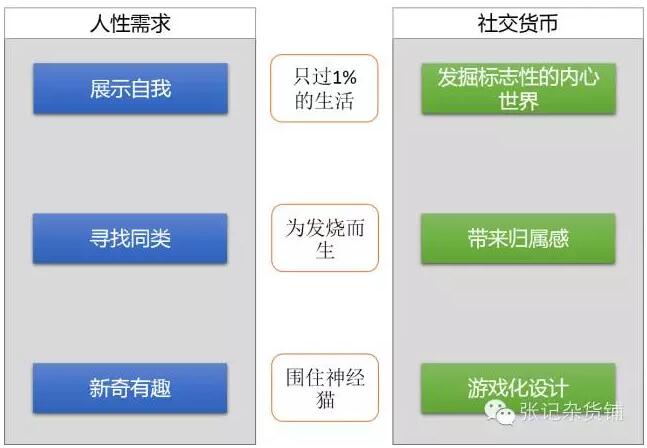 人性需求
社交货币
展示自我
只过1%
的生活
发掘标志性的内心
世界
寻找同类
为发烧而
生
带来归属感
新奇有趣
围住神经
猫
游戏化设计
张记杂货铺